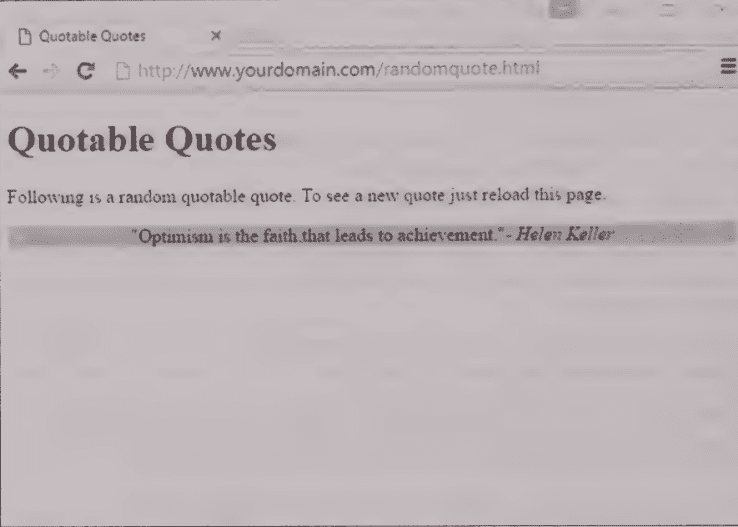 Quotable Quotes
http://www.yourdomain.com/randomquote.html
Quotable Quotes
Following is a random quotable quote. To see a new quote just reload this page.
"Optimism is the faith that leads to achievement." - Helen Keller